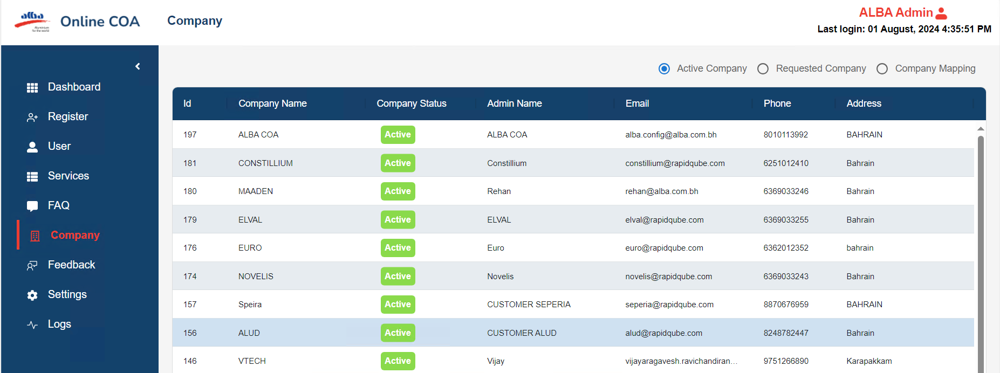 alba
Aluminium
for the world
Online COA
Company
ALBA Admin
Last login: 01 August, 2024 4:35:51 PM
Dashboard
Register
User
Services
FAQ
Company
Feedback
Settings
Logs
Active Company Requested Company Company Mapping
Id Company Name Company Status Admin Name Email Phone Address
197 ALBA COA Active ALBA COA alba.config@alba.com.bh 8010113992 BAHRAIN
181 CONSTILLIUM Active Constillium constillium@rapidqube.com 6251012410 Bahrain
180 MAADEN Active Rehan rehan@alba.com.bh 6369033246 Bahrain
179 ELVAL Active ELVAL elval@rapidqube.com 6369033255 Bahrain
176 EURO Active Euro euro@rapidqube.com 6362012352 bahrain
174 NOVELIS Active Novelis novelis@rapidqube.com 6369033243 Bahrain
157 Speira Active CUSTOMER SEPERIA seperia@rapidqube.com 8870676959 BAHRAIN
156 ALUD Active CUSTOMER ALUD alud@rapidqube.com 8248782447 Bahrain
146 VTECH Active Vijay vijayaragavesh.ravichandiran... 9751266890 Karapakkam